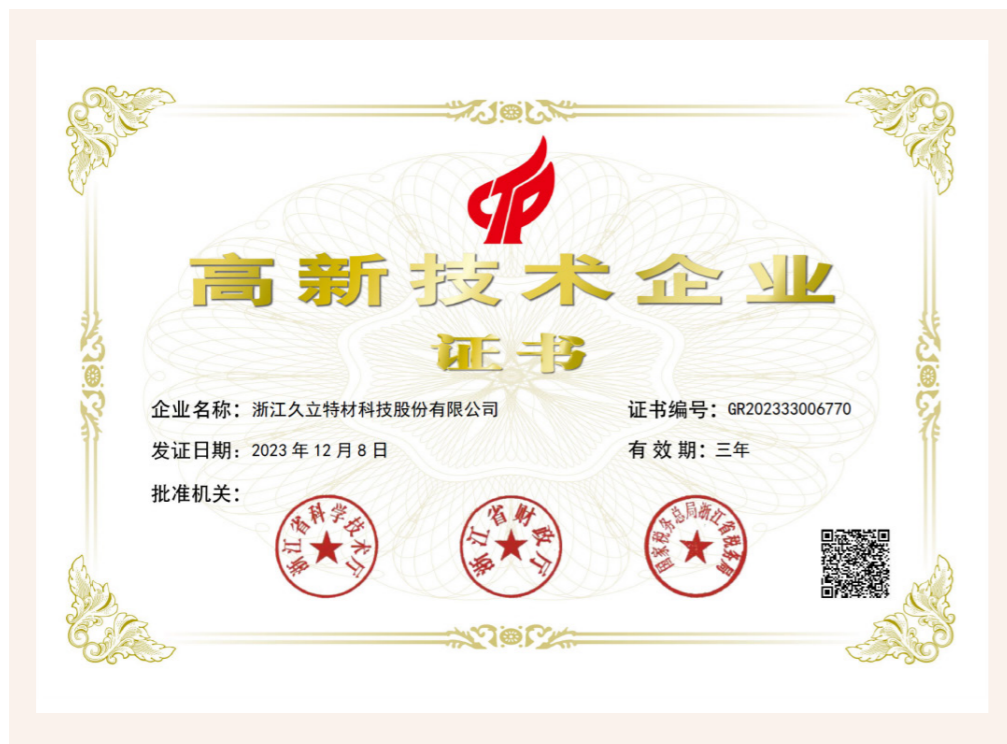 高新技术企业
证书
企业名称：浙江久立特材科技股份有限公司
证书编号：GR202333006770
发证日期：2023年12月8日
有效期：三年
批准机关：
浙江省科学技术厅
浙江省财政厅
国家税务总局浙江省税务局